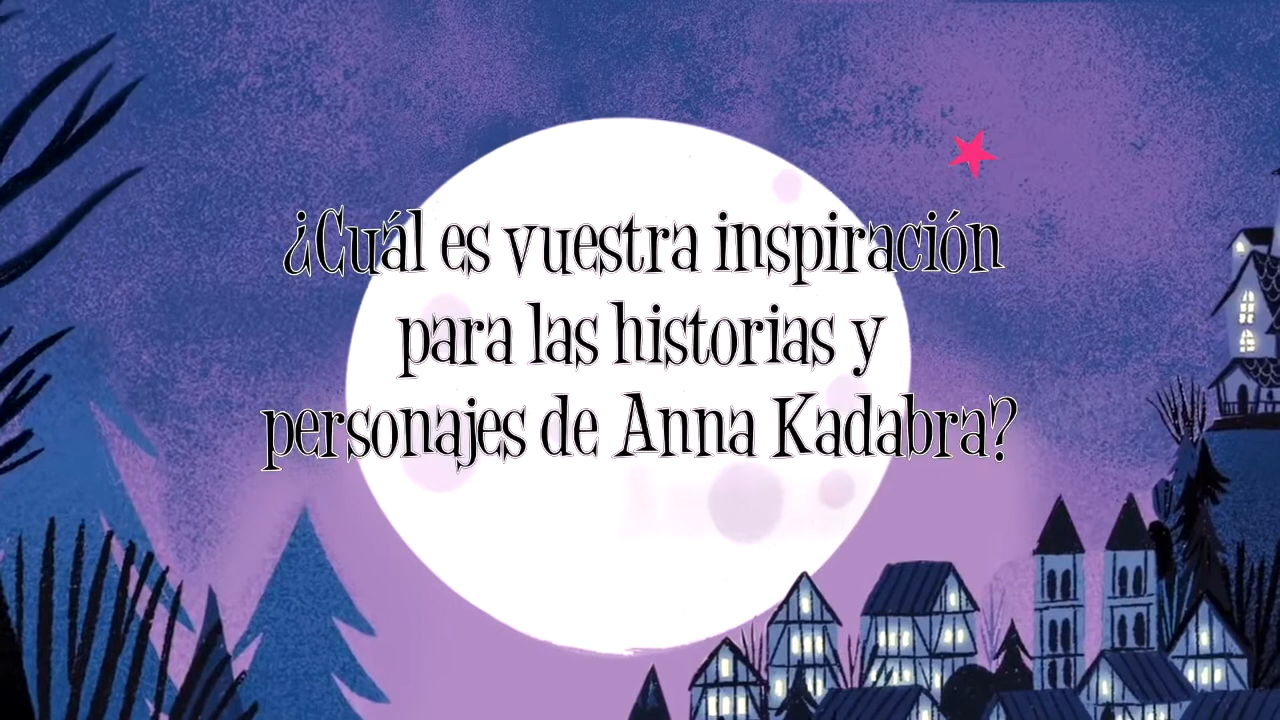 ¿Cuál es vuestra inspiración
para las historias y
personajes de Anna Kadabra?